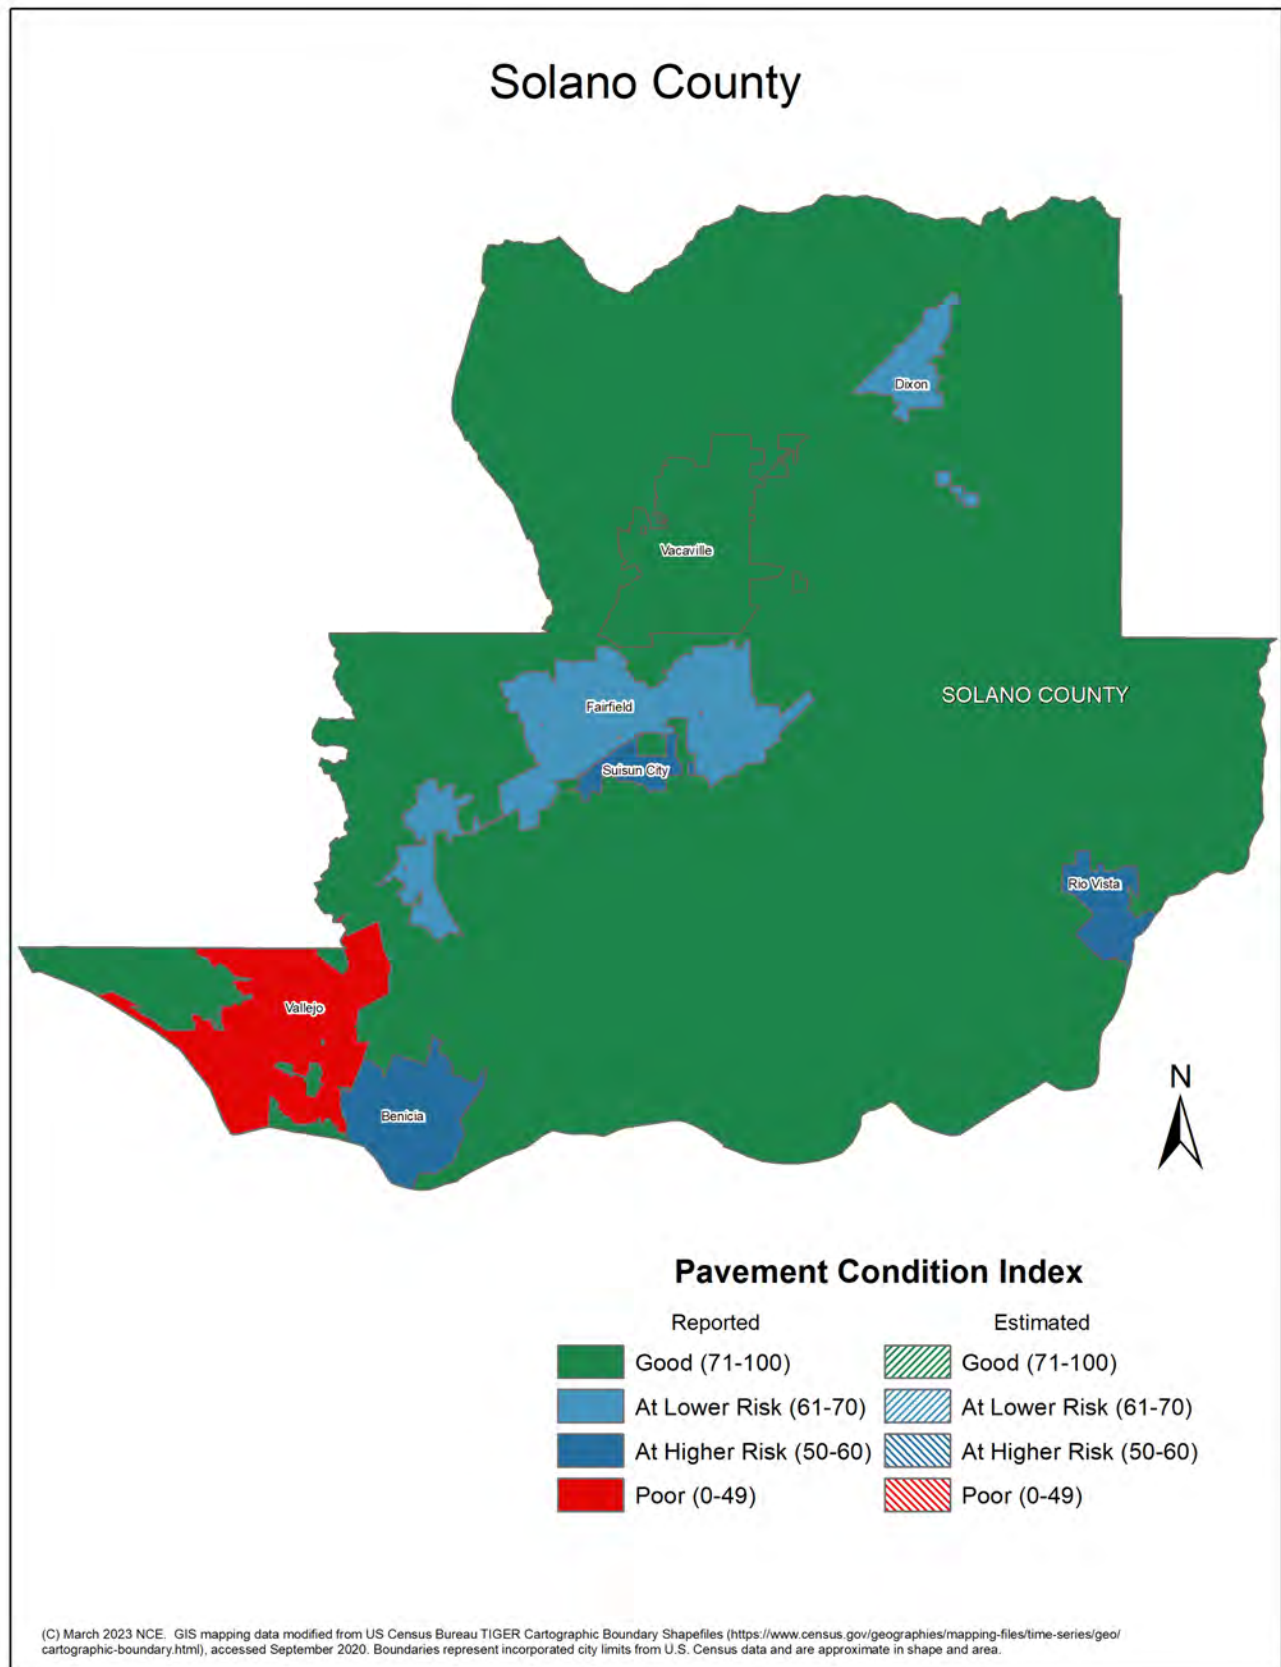 Solano County
Dixon
Vacaville
SOLANO COUNTY
Fairfield
Suisun City
Rio Vista
Vallejo
Benicia
N
Pavement Condition Index
Reported Estimated
Good (71-100) Good (71-100)
At Lower Risk (61-70) At Lower Risk (61-70)
At Higher Risk (50-60) At Higher Risk (50-60)
Poor (0-49) Poor (0-49)
(C) March 2023 NCE. GIS mapping data modified from US Census Bureau TIGER Cartographic Boundary Shapefiles (https://www.census.gov/geographies/mapping-files/time-series/geo/
cartographic-boundary.html), accessed September 2020. Boundaries represent incorporated city limits from U.S. Census data and are approximate in shape and area.